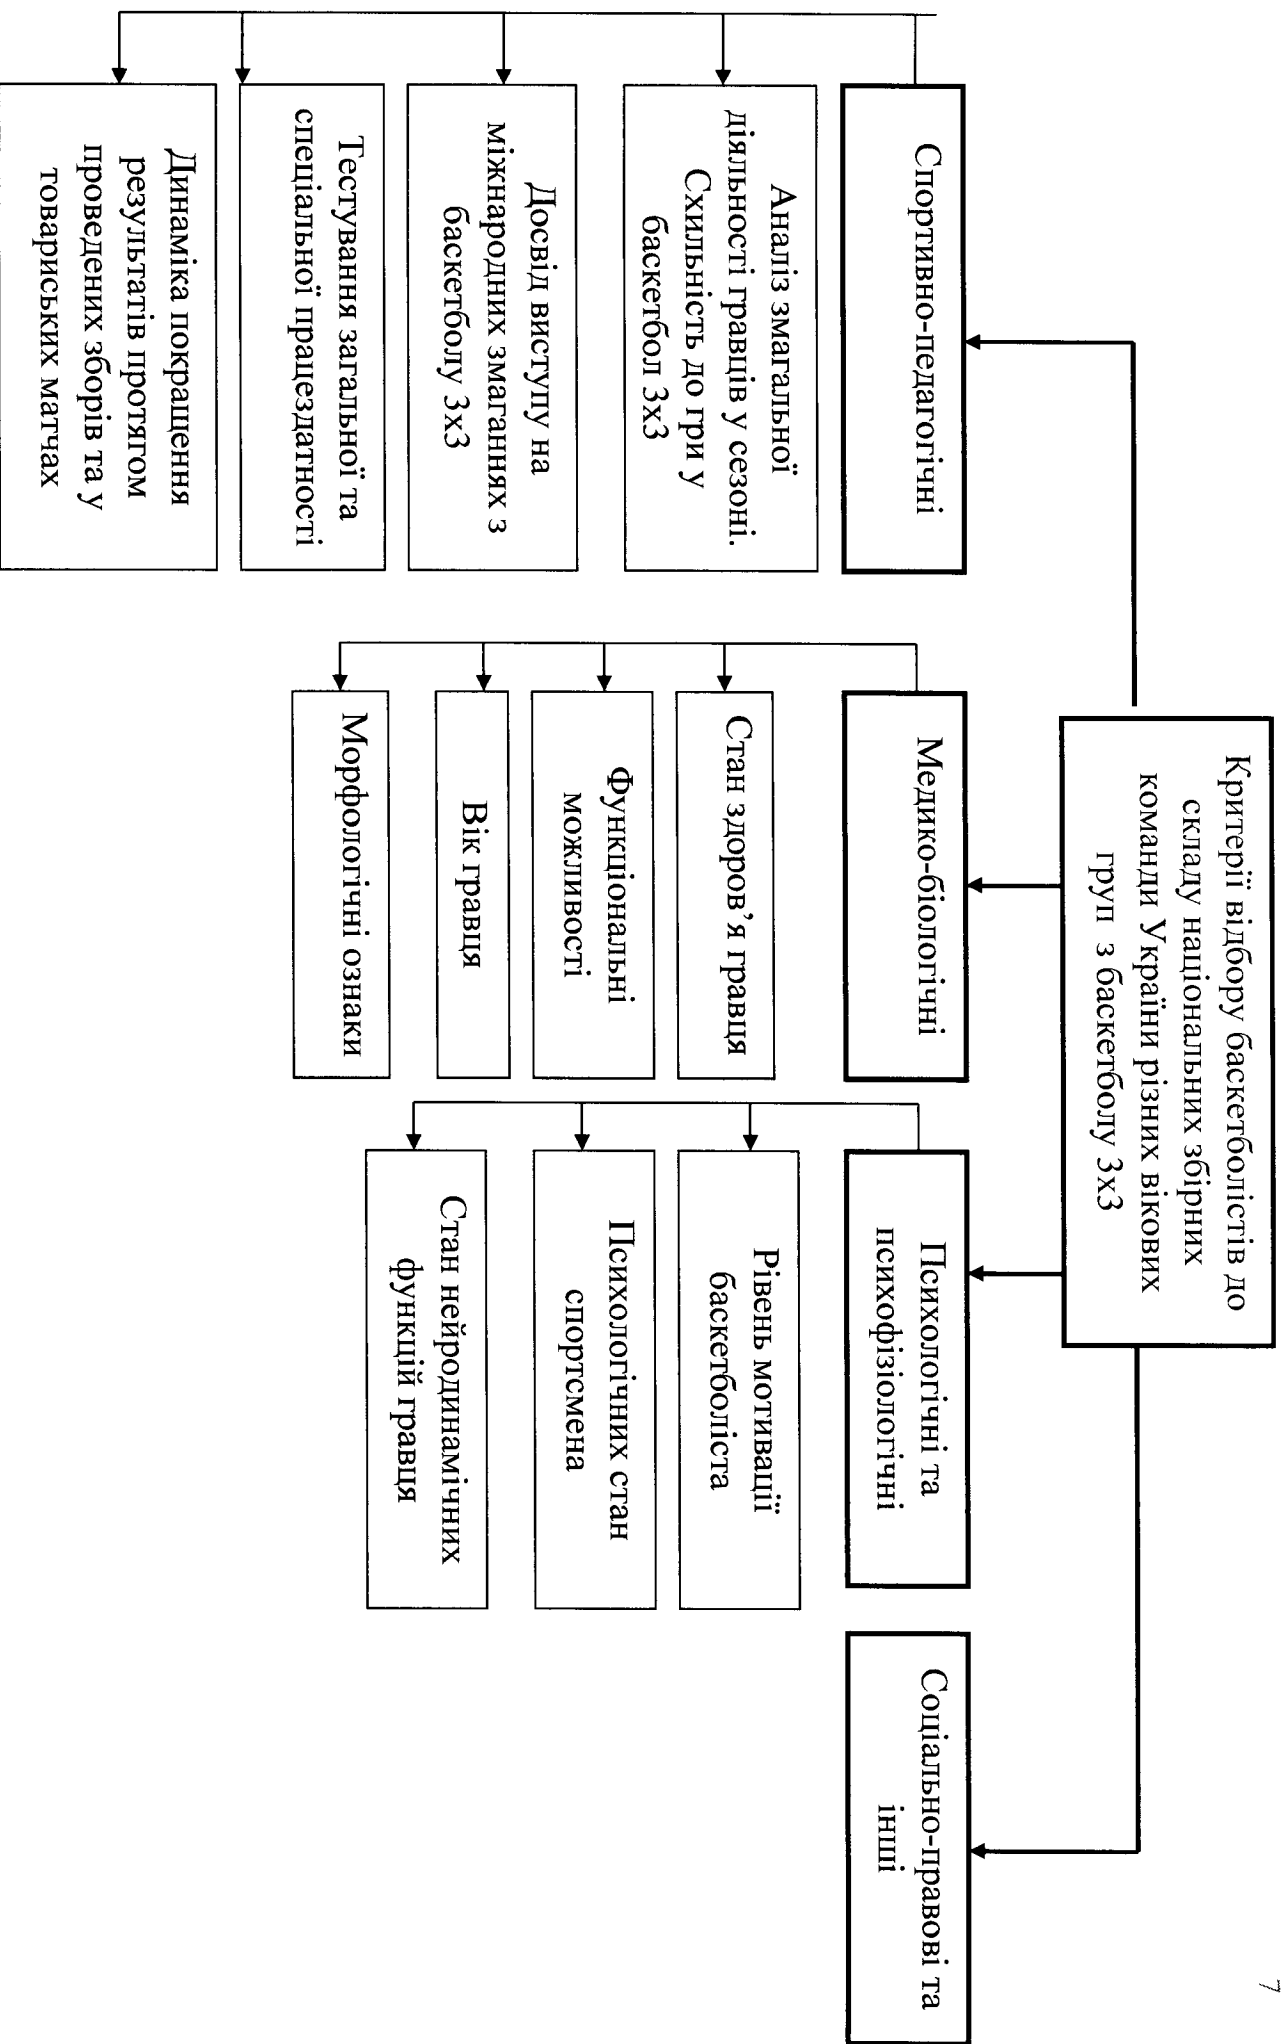 7
Критерії відбору баскетболістів до
складу національних збірних
команди України різних вікових
груп з баскетболу 3х3
Спортивно-педагогічні
Аналіз змагальної
діяльності гравців у сезоні.
Схильність до гри у
баскетбол 3х3
Досвід виступу на
міжнародних змаганнях з
баскетболу 3х3
Тестування загальної та
спеціальної працездатності
Динаміка покращення
результатів протягом
проведених зборів та у
товариських матчах
Медико-біологічні
Стан здоров’я гравця
Функціональні
можливості
Вік гравця
Морфологічні ознаки
Психологічні та
психофізіологічні
Рівень мотивації
баскетболіста
Психологічних стан
спортсмена
Стан нейродинамічних
функцій гравця
Соціально-правові та
інші